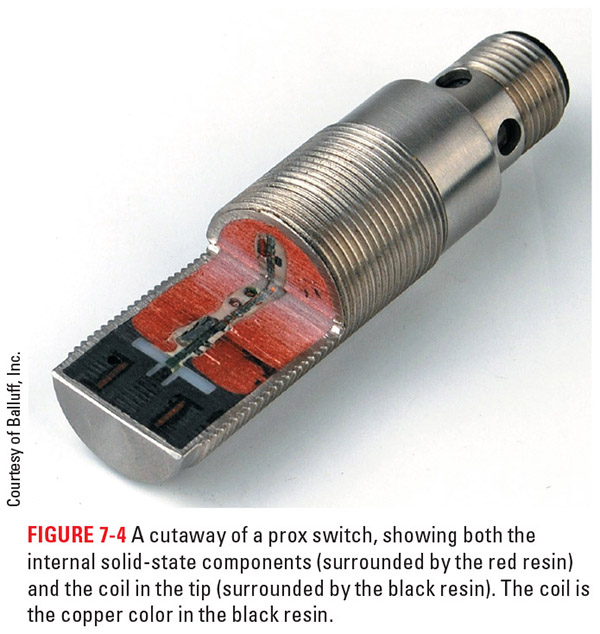 Courtesy of Balluff, Inc.
FIGURE 7-4 A cutaway of a prox switch, showing both the
internal solid-state components (surrounded by the red resin)
and the coil in the tip (surrounded by the black resin). The coil is
the copper color in the black resin.